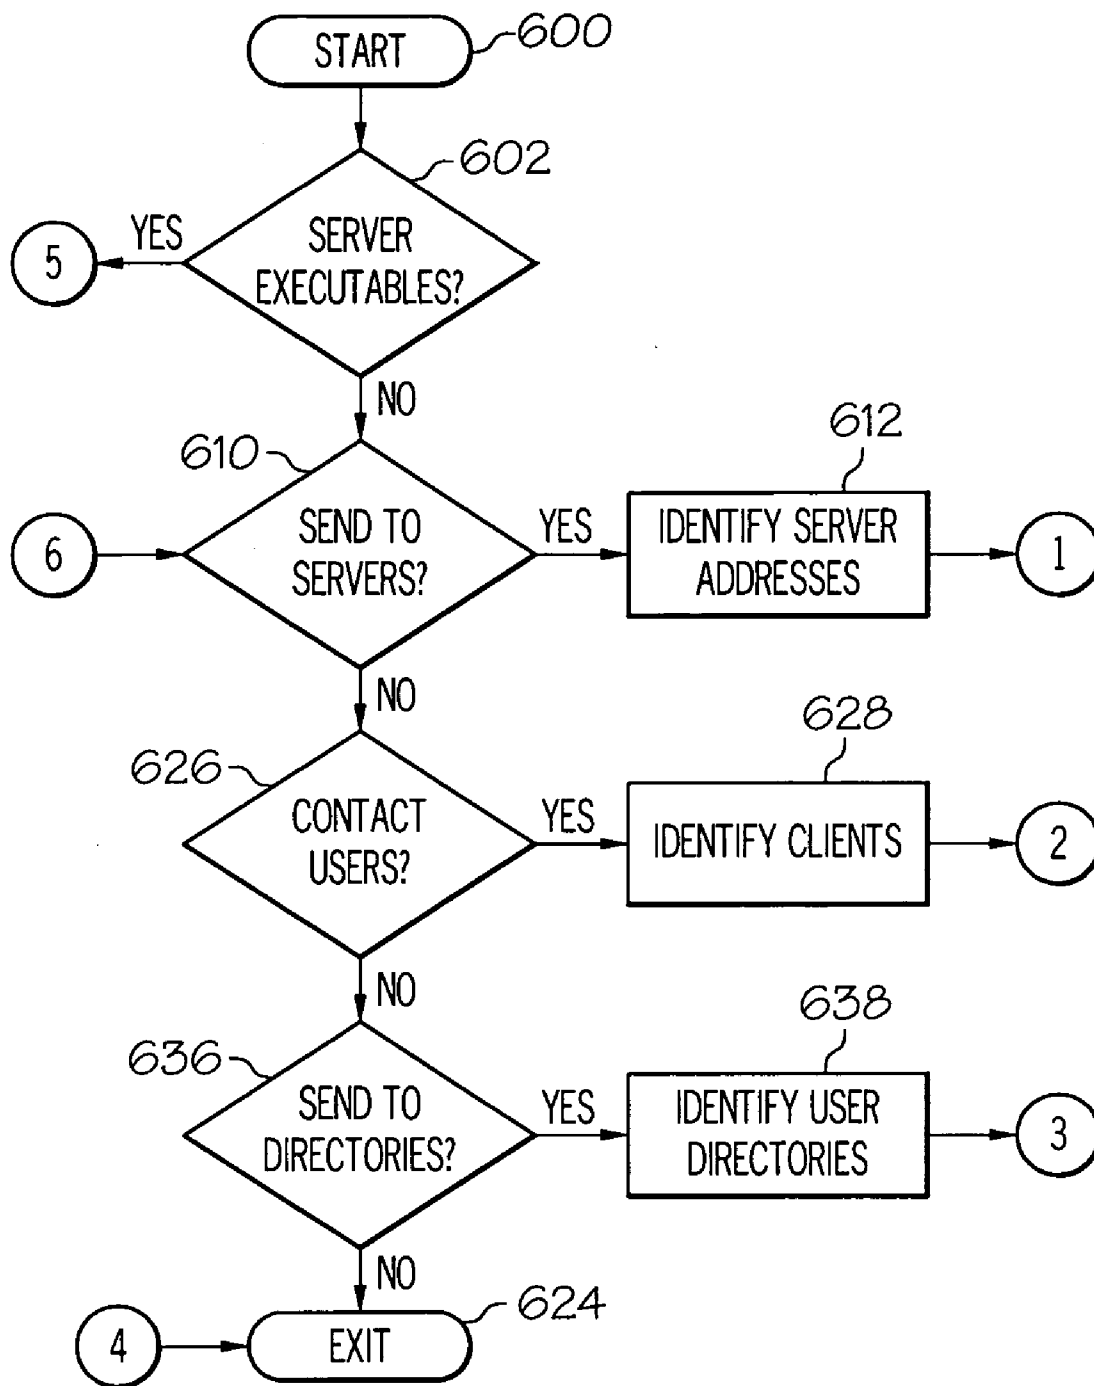 START
600
602
5
YES
SERVER
EXECUTABLES?
NO
610
612
6
SEND TO
SERVERS?
YES
IDENTIFY SERVER
ADDRESSES
1
NO
626
628
CONTACT
USERS?
YES
IDENTIFY CLIENTS
2
NO
636
638
SEND TO
DIRECTORIES?
YES
IDENTIFY USER
DIRECTORIES
3
NO
624
4
EXIT